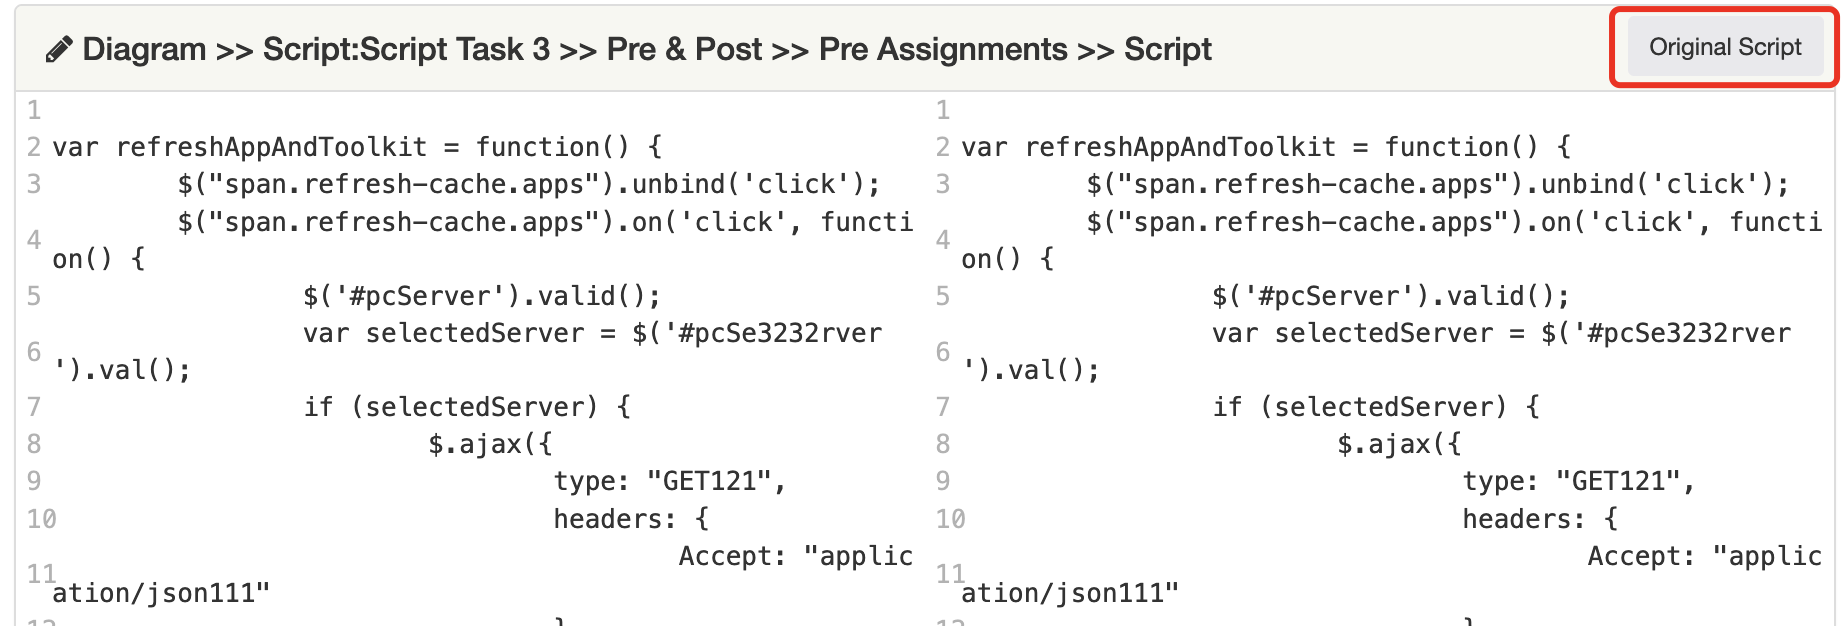 Diagram >> Script:Script Task 3 >> Pre & Post >> Pre Assignments >> Script
Original Script
1
2 var refreshAppAndToolkit = function() {
3 $("span.refresh-cache.apps").unbind('click');
4 $("span.refresh-cache.apps").on('click', functi
on() {
5 $('#pcServer').valid();
6 var selectedServer = $('#pcSe3232rver
').val();
7 if (selectedServer) {
8 $.ajax({
9 type: "GET121",
10 headers: {
11 Accept: "applic
ation/json111"
1
2 var refreshAppAndToolkit = function() {
3 $("span.refresh-cache.apps").unbind('click');
4 $("span.refresh-cache.apps").on('click', functi
on() {
5 $('#pcServer').valid();
6 var selectedServer = $('#pcSe3232rver
').val();
7 if (selectedServer) {
8 $.ajax({
9 type: "GET121",
10 headers: {
11 Accept: "applic
ation/json111"